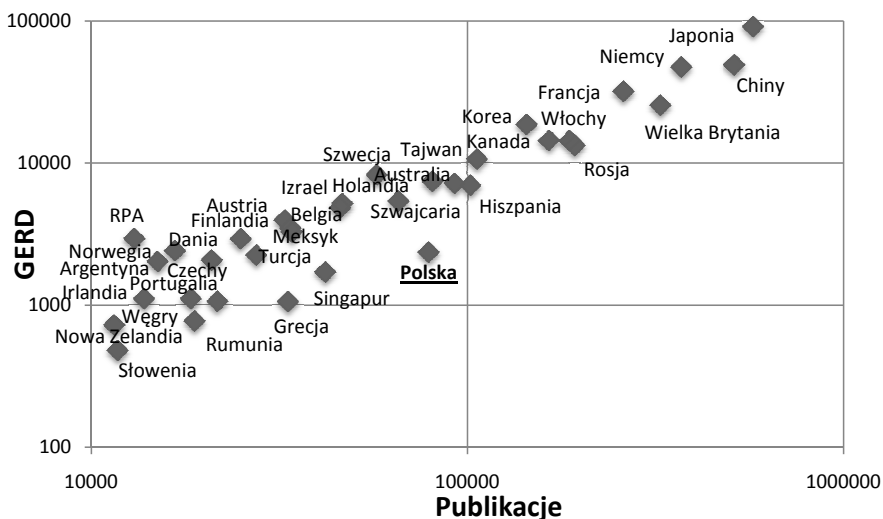 100000
Japonia
Niemcy
Chiny
Francja
Korea
Włochy
Wielka Brytania
Tajwan
Kanada
Szwecja
10000
Rosja
Australia
Izrael
Holandia
Austria
Szwajcaria
Hiszpania
RPA
Finlandia
Belgia
Dania
Meksyk
Norwegia
Turcja
Argentyna
Czechy
Polska
Irlandia
Portugalia
Singapur
1000
Węgry
Grecja
Nowa Zelandia
Rumunia
Słowenia
100
GERD
10000
100000
1000000
Publikacje